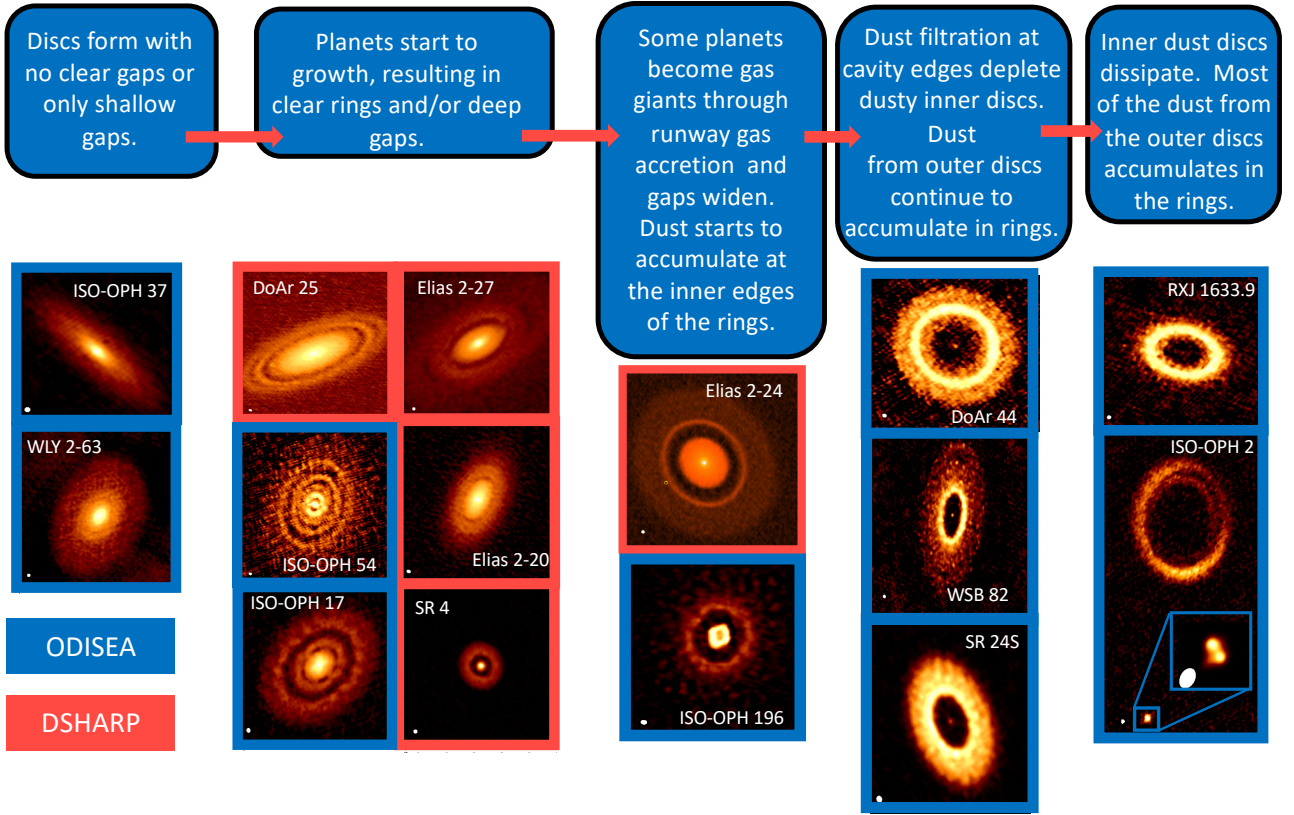 Discs form with
no clear gaps or
only shallow
gaps.
Planets start to
growth, resulting in
clear rings and/or deep
gaps.
Some planets
become gas
giants through
runway gas
accretion and
gaps widen.
Dust starts to
accumulate at
the inner edges
of the rings.
Dust filtration at
cavity edges deplete
dusty inner discs.
Dust
from outer discs
continue to
accumulate in rings.
Inner dust discs
dissipate. Most
of the dust from
the outer discs
accumulates in
the rings.
ISO-OPH 37
WLY 2-63
DoAr 25
Elias 2-27
ISO-OPH 54
Elias 2-20
ISO-OPH 17
SR 4
Elias 2-24
ISO-OPH 196
DoAr 44
WSB 82
SR 24S
RXJ 1633.9
ISO-OPH 2
ODISEA
DSHARP